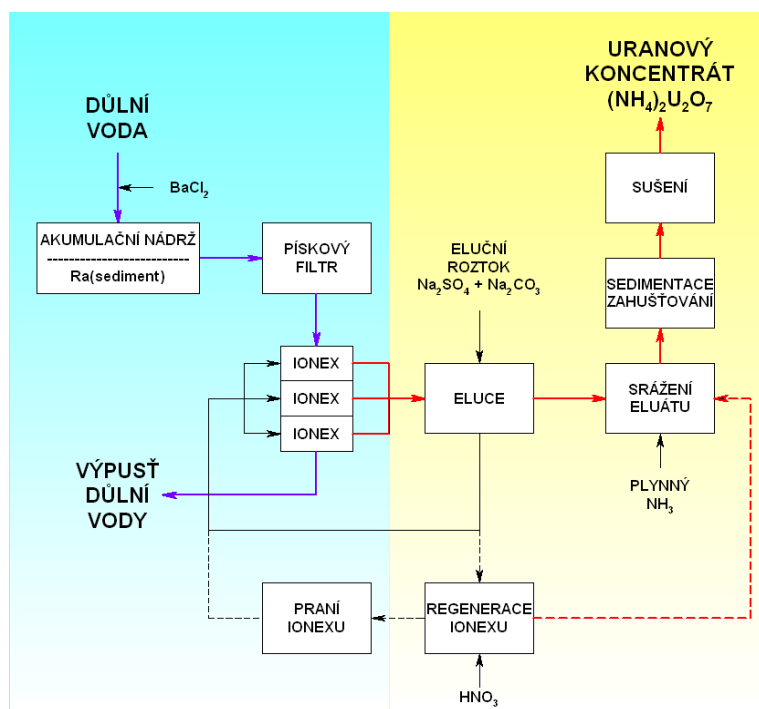 URANOVÝ
KONCENTRÁT
(NH₄)₂U₂O₇
DŮLNÍ
VODA
BaCl₂
SUŠENÍ
AKUMULAČNÍ NÁDRŽ
---------------------------
Ra(sediment)
PÍSKOVÝ
FILTR
ELUČNÍ
ROZTOK
Na₂SO₄ + Na₂CO₃
SEDIMENTACE
ZAHUŠŤOVÁNÍ
IONEX
IONEX
IONEX
ELUCE
SRÁŽENÍ
ELUÁTU
VÝPUSŤ
DŮLNÍ
VODY
PLYNNÝ
NH₃
PRANÍ
IONEXU
REGENERACE
IONEXU
HNO₃